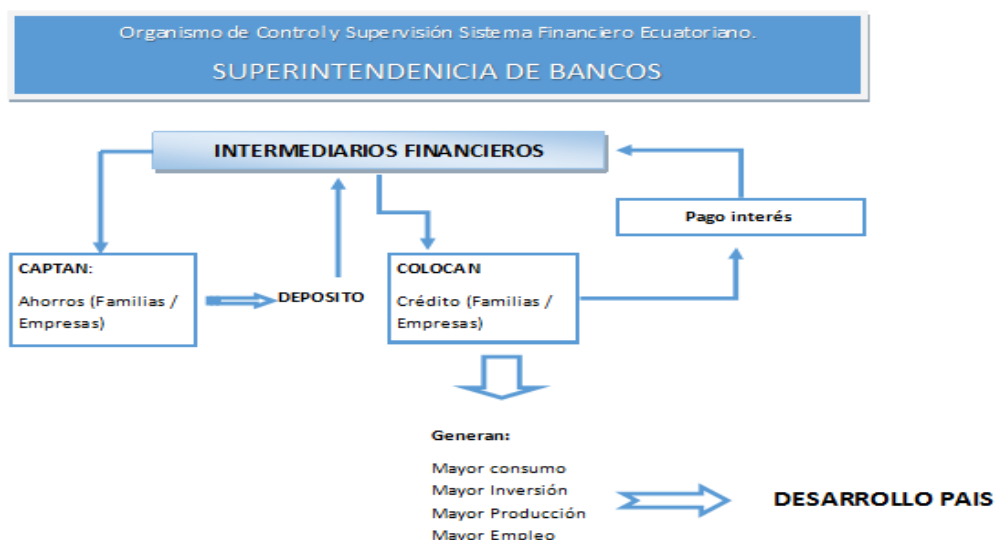 Organismo de Control y Supervisión Sistema Financiero Ecuatoriano.
SUPERINTENDENICIA DE BANCOS
INTERMEDIARIOS FINANCIEROS
Pago interés
CAPTAN:
Ahorros (Familias /
Empresas)
DEPOSITO
COLOCAN
Crédito (Familias /
Empresas)
Generan:
Mayor consumo
Mayor Inversión
Mayor Producción
Mayor Empleo
DESARROLLO PAIS